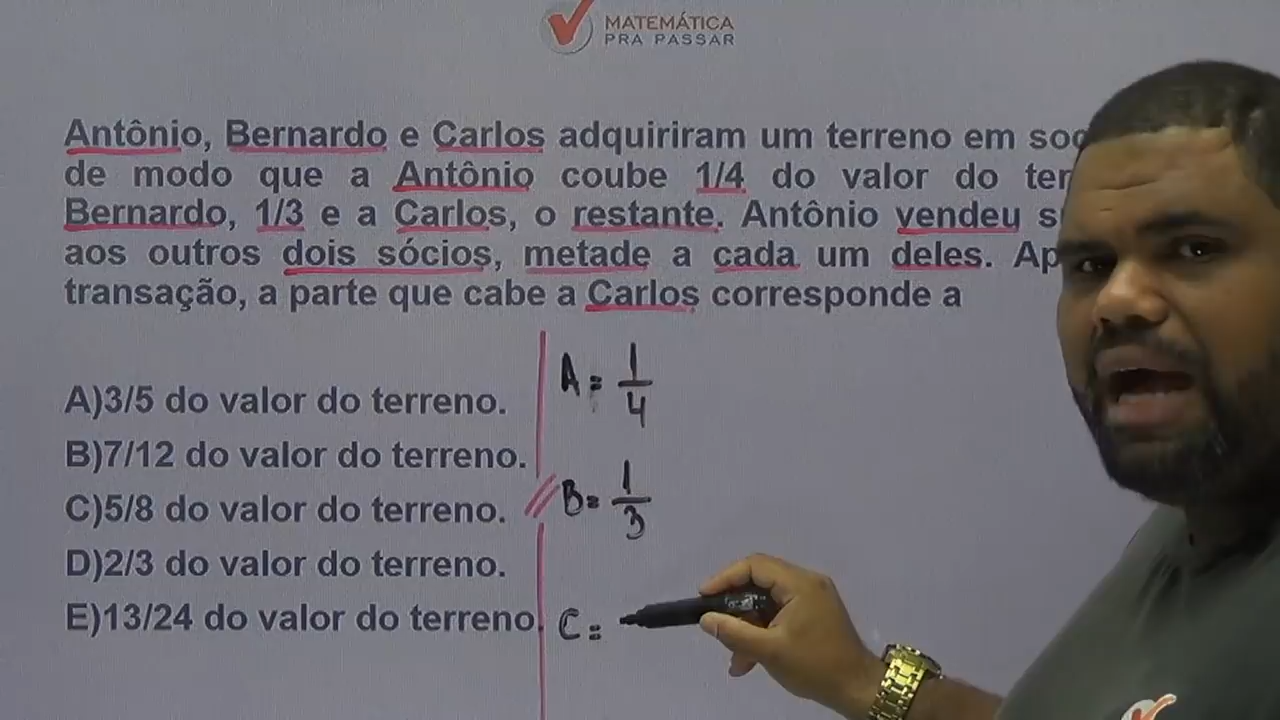 MATEMÁTICA
PRA PASSAR
Antônio, Bernardo e Carlos adquiriram um terreno em
de modo que a Antônio coube 1/4 do valor do
Bernardo, 1/3 e a Carlos, o restante. Antônio vendeu
aos outros dois sócios, metade a cada um deles.
transação, a parte que cabe a Carlos corresponde a
A)3/5 do valor do terreno.
B)7/12 do valor do terreno.
C)5/8 do valor do terreno.
D)2/3 do valor do terreno.
E)13/24 do valor do terreno.
A = 1/4
B = 1/3
C =